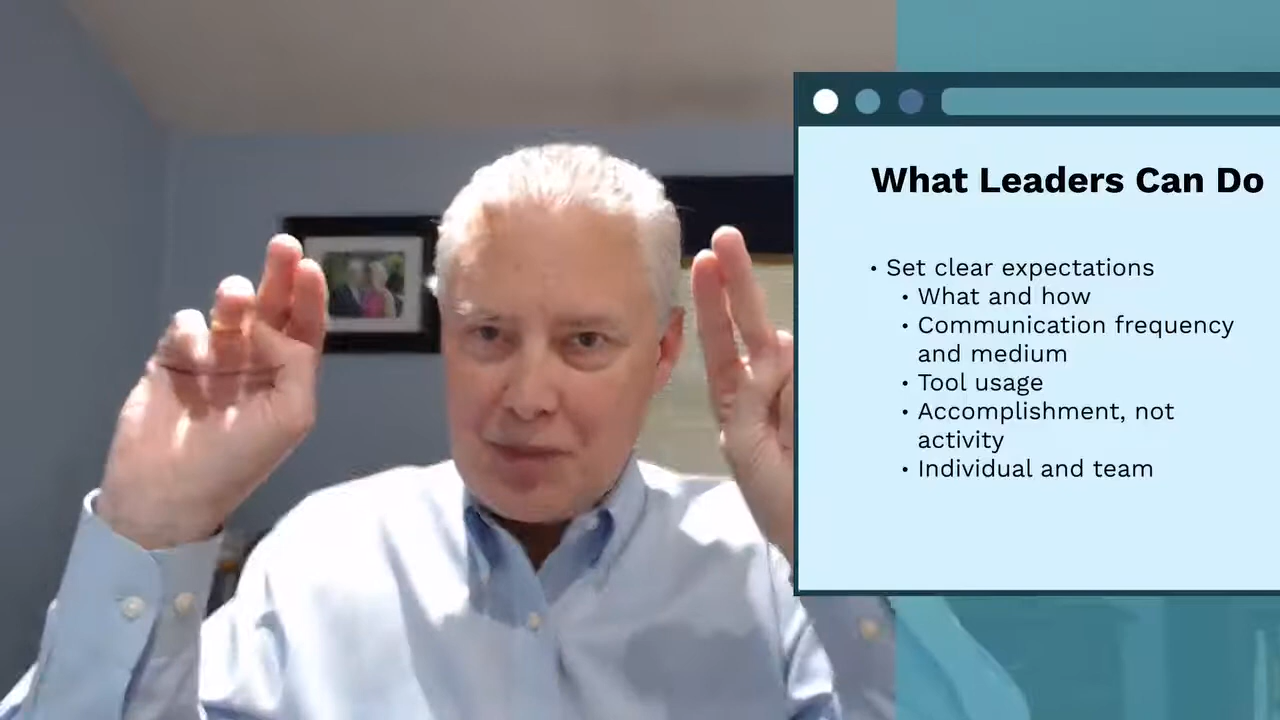 What Leaders Can Do
• Set clear expectations
• What and how
• Communication frequency
and medium
• Tool usage
• Accomplishment, not
activity
• Individual and team